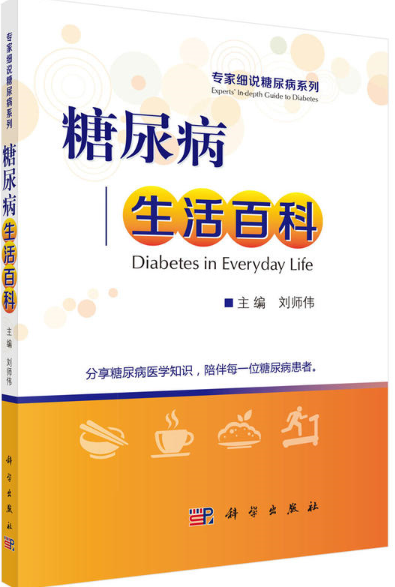 专家细说糖尿病系列
Experts' In-depth Guide to Diabetes
糖尿病
生活百科
Diabetes in Everyday Life
■ 主编 刘师伟
分享糖尿病医学知识，陪伴每一位糖尿病患者。
科学出版社
专家细说糖尿病系列
糖尿病生活百科
主编 刘师伟
科学出版社